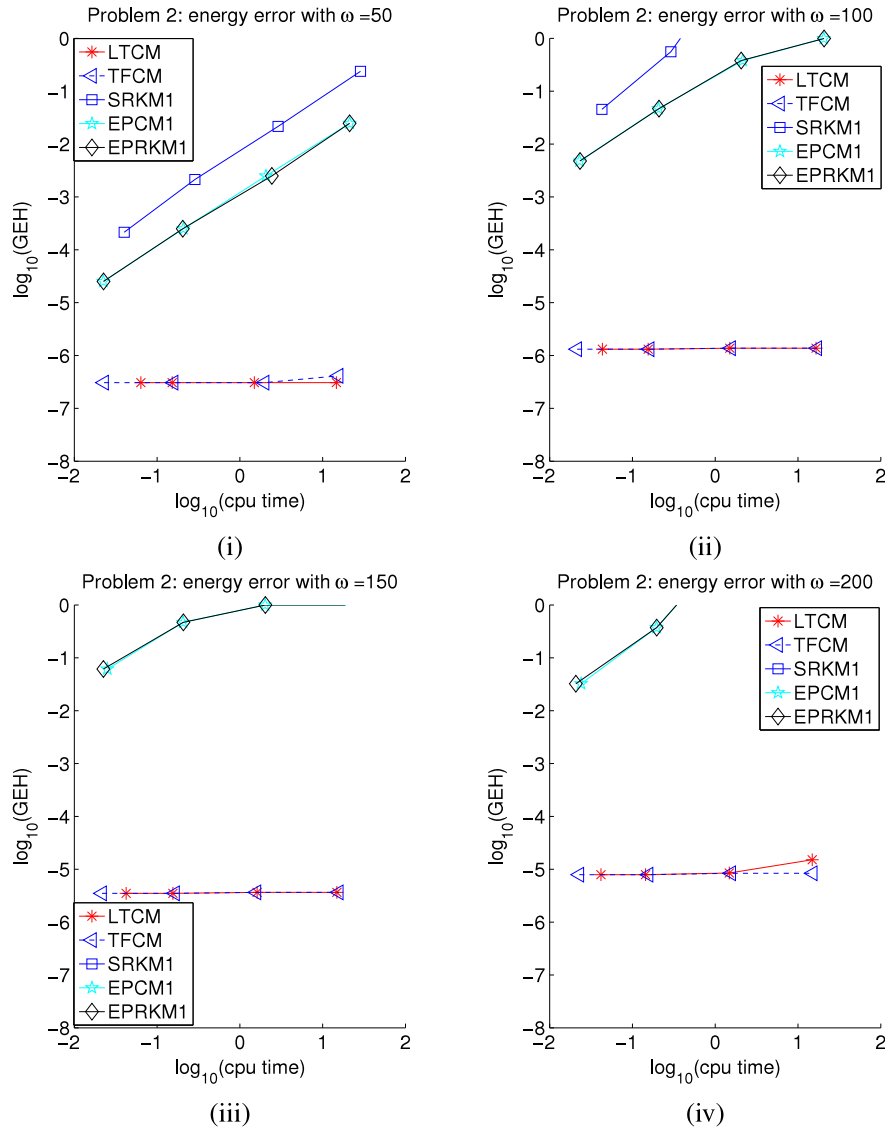 Problem 2: energy error with ω =50
0
−1
−2
−3
−4
−5
−6
−7
−8
log10(GEH)
LTCM
TFCM
SRKM1
EPCM1
EPRKM1
−2
−1
0
1
2
log10(cpu time)
(i)
Problem 2: energy error with ω =100
0
−1
−2
−3
−4
−5
−6
−7
−8
log10(GEH)
LTCM
TFCM
SRKM1
EPCM1
EPRKM1
−2
−1
0
1
2
log10(cpu time)
(ii)
Problem 2: energy error with ω =150
0
−1
−2
−3
−4
−5
−6
−7
−8
log10(GEH)
LTCM
TFCM
SRKM1
EPCM1
EPRKM1
−2
−1
0
1
2
log10(cpu time)
(iii)
Problem 2: energy error with ω =200
0
−1
−2
−3
−4
−5
−6
−7
−8
log10(GEH)
LTCM
TFCM
SRKM1
EPCM1
EPRKM1
−2
−1
0
1
2
log10(cpu time)
(iv)